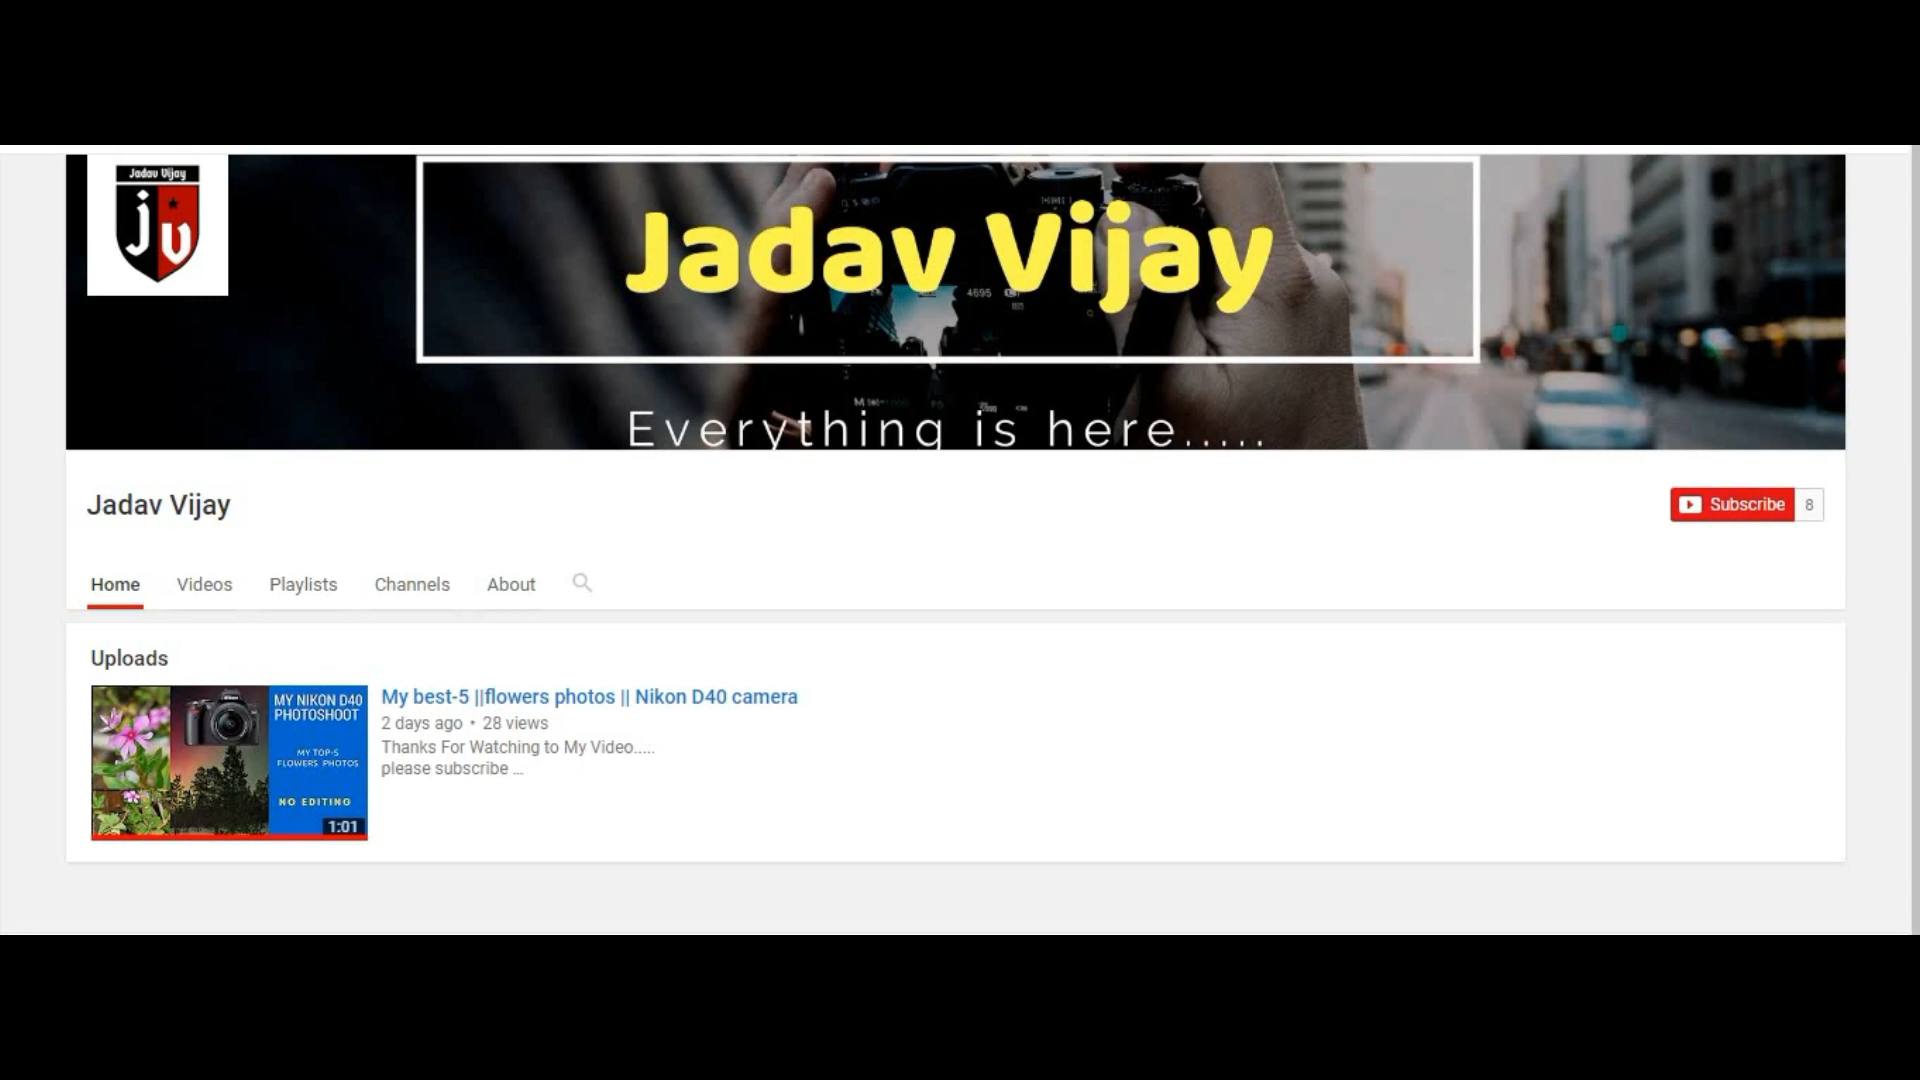 Jadav Vijay
jv
Jadav Vijay
4695
Everything is here.....
Jadav Vijay
Subscribe 8
Home Videos Playlists Channels About
Uploads
MY NIKON D40
PHOTOSHOOT
MY TOP-5
FLOWERS PHOTOS
NO EDITING
1:01
My best-5 ||flowers photos || Nikon D40 camera
2 days ago • 28 views
Thanks For Watching to My Video.....
please subscribe ...